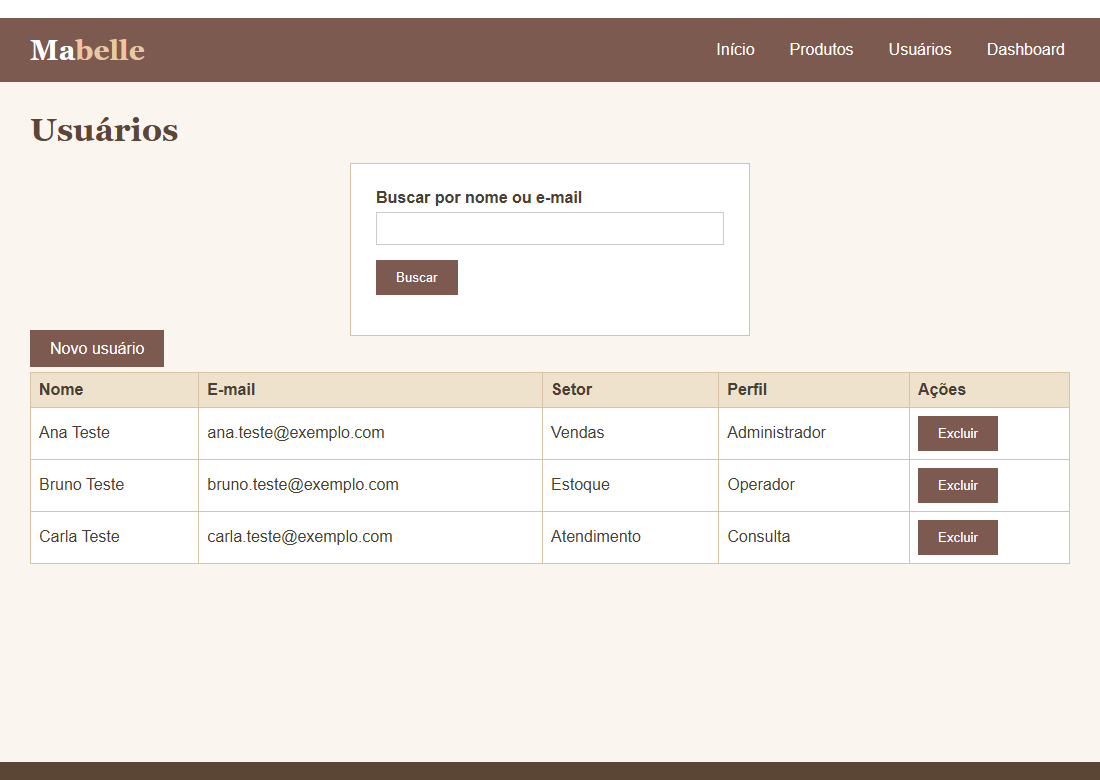 Mabelle
Início Produtos Usuários Dashboard
Usuários
Buscar por nome ou e-mail
Buscar
Novo usuário
Nome E-mail Setor Perfil Ações
Ana Teste ana.teste@exemplo.com Vendas Administrador Excluir
Bruno Teste bruno.teste@exemplo.com Estoque Operador Excluir
Carla Teste carla.teste@exemplo.com Atendimento Consulta Excluir